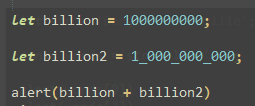 let billion = 1000000000;
let billion2 = 1_000_000_000;
alert(billion + billion2)